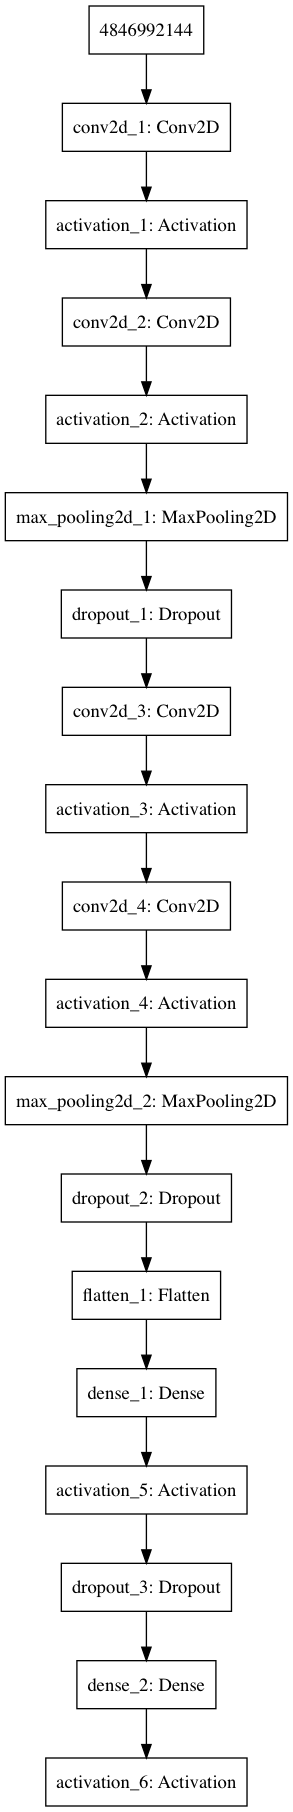 4846992144
conv2d_1: Conv2D
activation_1: Activation
conv2d_2: Conv2D
activation_2: Activation
max_pooling2d_1: MaxPooling2D
dropout_1: Dropout
conv2d_3: Conv2D
activation_3: Activation
conv2d_4: Conv2D
activation_4: Activation
max_pooling2d_2: MaxPooling2D
dropout_2: Dropout
flatten_1: Flatten
dense_1: Dense
activation_5: Activation
dropout_3: Dropout
dense_2: Dense
activation_6: Activation